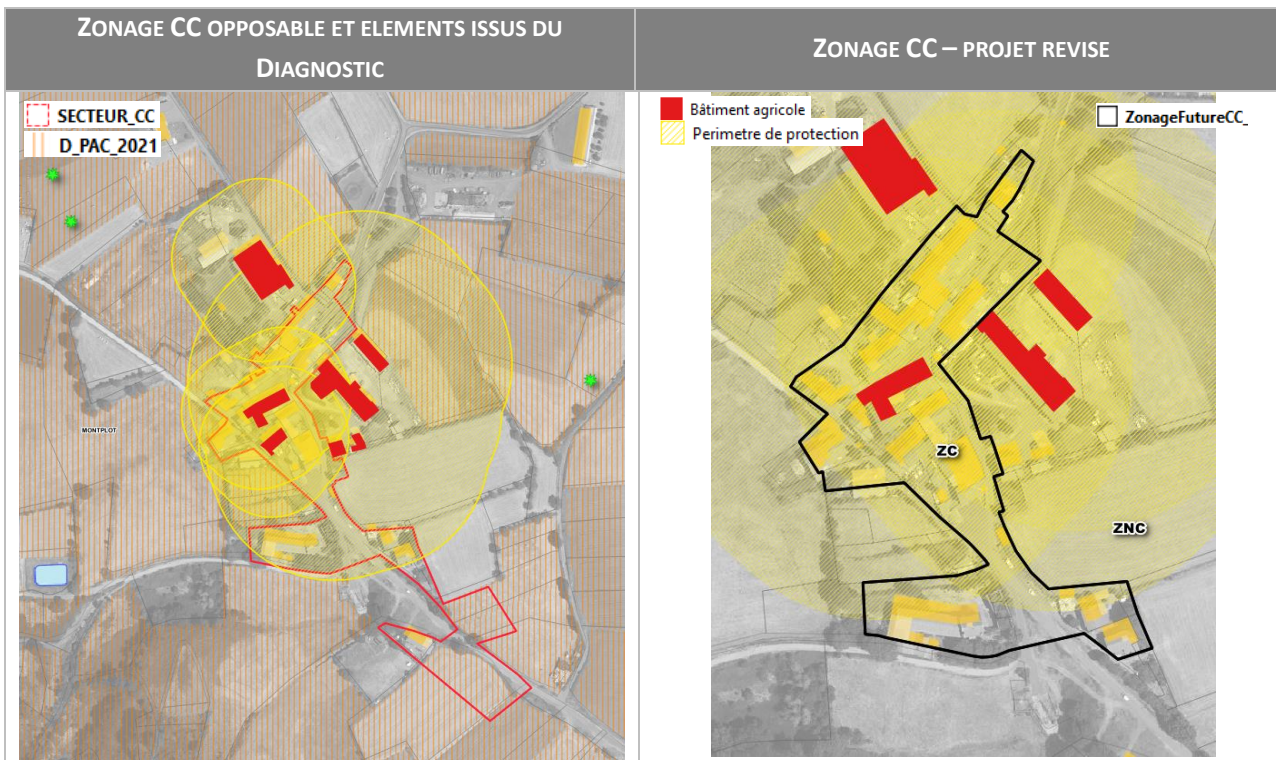 ZONAGE CC OPPOSABLE ET ELEMENTS ISSUS DU
DIAGNOSTIC
ZONAGE CC – PROJET REVISE
SECTEUR_CC
D_PAC_2021
MONTPLOT
Bâtiment agricole
Perimetre de protection
ZonageFutureCC_
ZC
ZNC